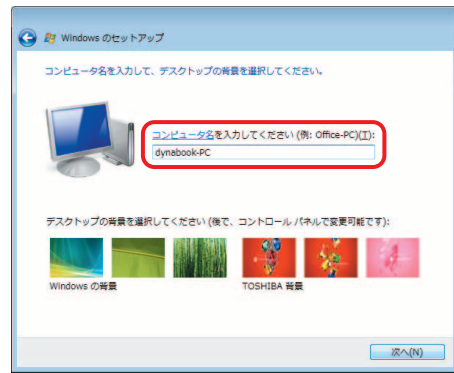 Windows のセットアップ
コンピュータ名を入力して、デスクトップの背景を選択してください。
コンピュータ名を入力してください (例: Office-PC)(T):
dynabook-PC
デスクトップの背景を選択してください (後で、コントロール パネルで変更可能です):
Windows の背景
TOSHIBA 背景
次へ(N)